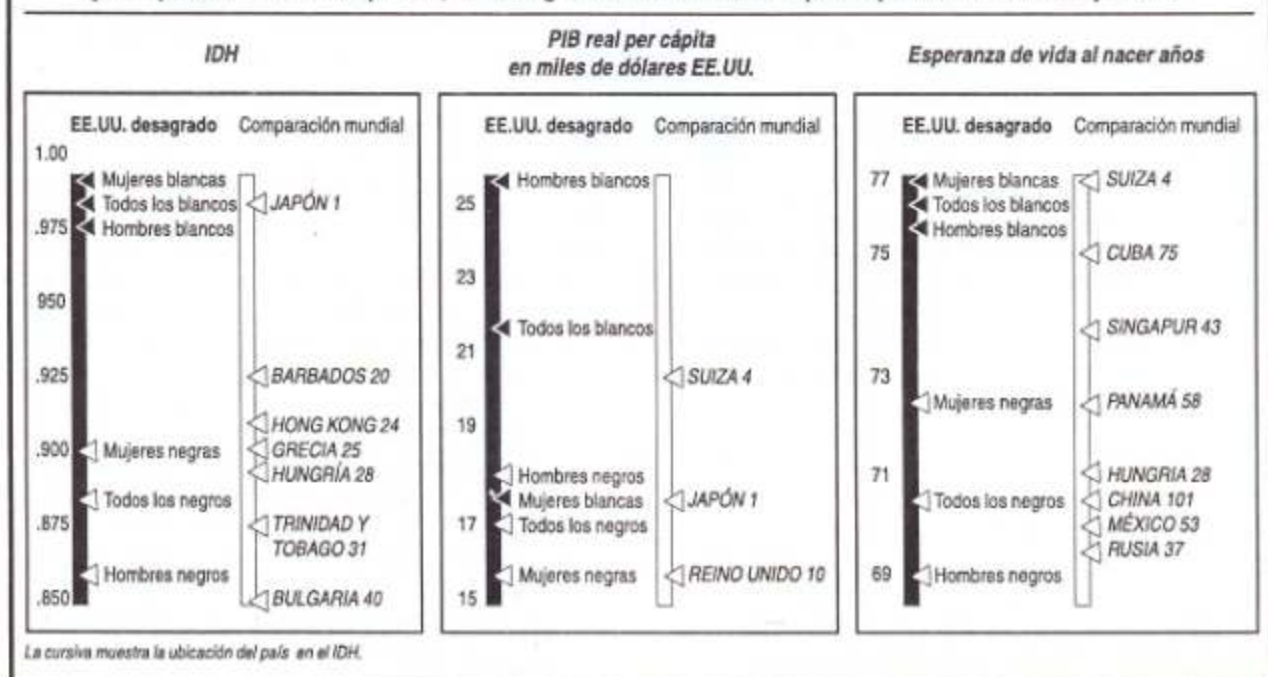 IDH
PIB real per cápita
en miles de dólares EE.UU.
Esperanza de vida al nacer años
EE.UU. desagrado Comparación mundial
1.00
Mujeres blancas
Todos los blancos JAPÓN 1
.975 Hombres blancos
950
.925 BARBADOS 20
HONG KONG 24
.900 Mujeres negras GRECIA 25
HUNGRÍA 28
Todos los negros
.875 TRINIDAD Y
TOBAGO 31
Hombres negros
.850 BULGARIA 40
EE.UU. desagrado Comparación mundial
Hombres blancos
25
23
Todos los blancos
21
SUIZA 4
19
Hombres negros
Mujeres blancas JAPÓN 1
17 Todos los negros
Mujeres negras REINO UNIDO 10
15
EE.UU. desagrado Comparación mundial
77 Mujeres blancas SUIZA 4
Todos los blancos
Hombres blancos
75 CUBA 75
SINGAPUR 43
73
Mujeres negras PANAMÁ 58
71 HUNGRIA 28
Todos los negros CHINA 101
MÉXICO 53
RUSIA 37
69 Hombres negros
La cursiva muestra la ubicación del país en el IDH.